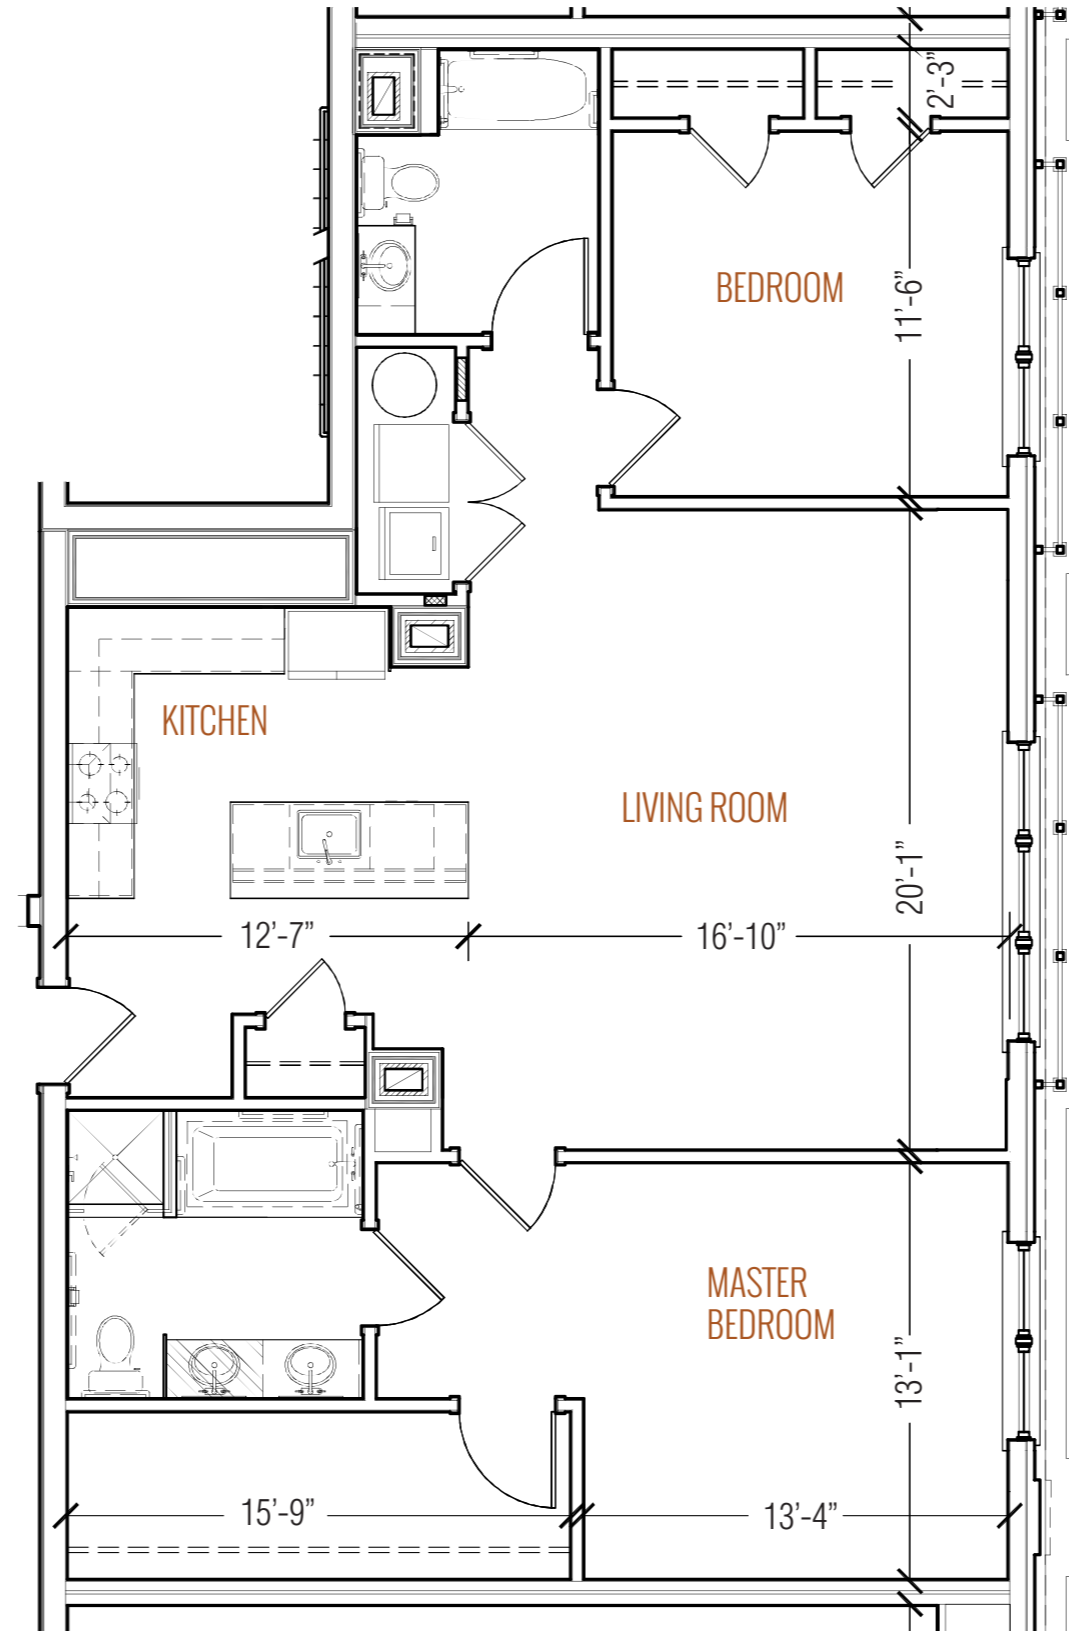 2’-3”
BEDROOM
11’-6”
KITCHEN
LIVING ROOM
20’-1”
12’-7”
16’-10”
MASTER
BEDROOM
13’-1”
15’-9”
13’-4”